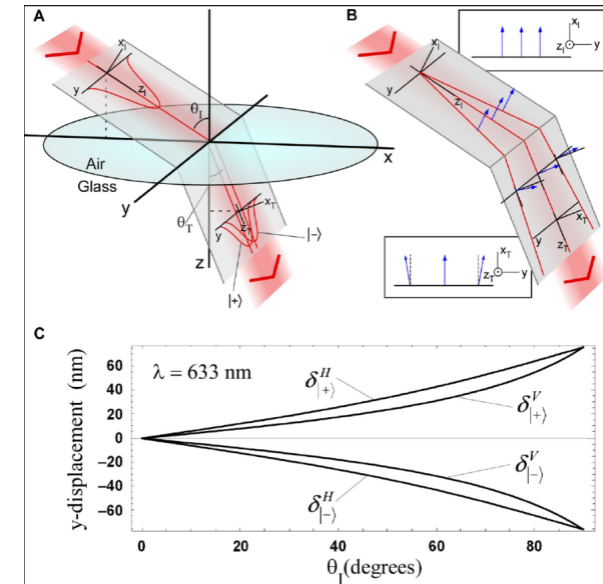 A
x_I
y
z_I
θ_I
x
Air
Glass
y
θ_T
x_T
y
z_T
|−⟩
z
|+⟩
B
x_I
z_I
y
x_I
y
z_I
x_T
y
z_T
x_T
z_T
y
C
λ = 633 nm
δ^H_|+⟩
δ^V_|+⟩
δ^V_|−⟩
δ^H_|−⟩
y-displacement (nm)
60
40
20
0
−20
−40
−60
0
20
40
60
80
θ_I(degrees)